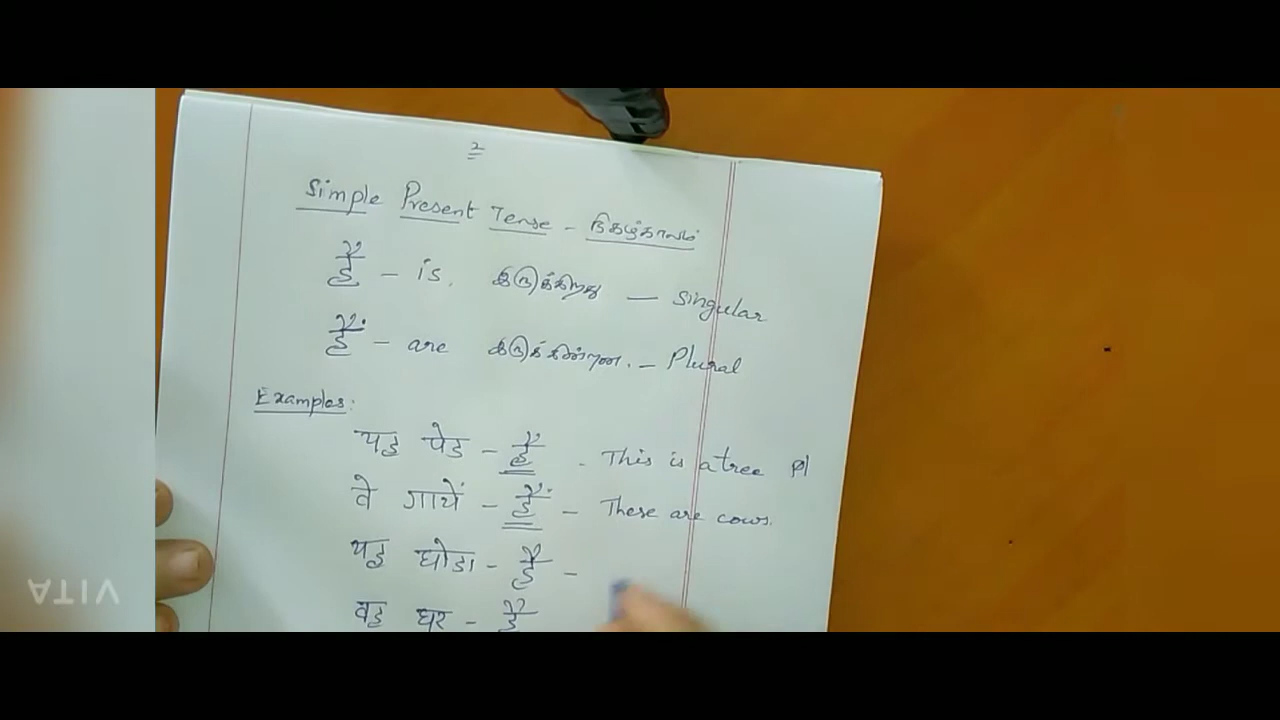 2
Simple Present Tense - நிகழ்காலம்
है - is. இருக்கிறது — Singular
हैं - are இருக்கின்றன. - Plural
Examples:
यह पेड - है - This is a tree
वे गायें - हैं - These are cows.
यह घोडा - है -
वह घर - है
VITA